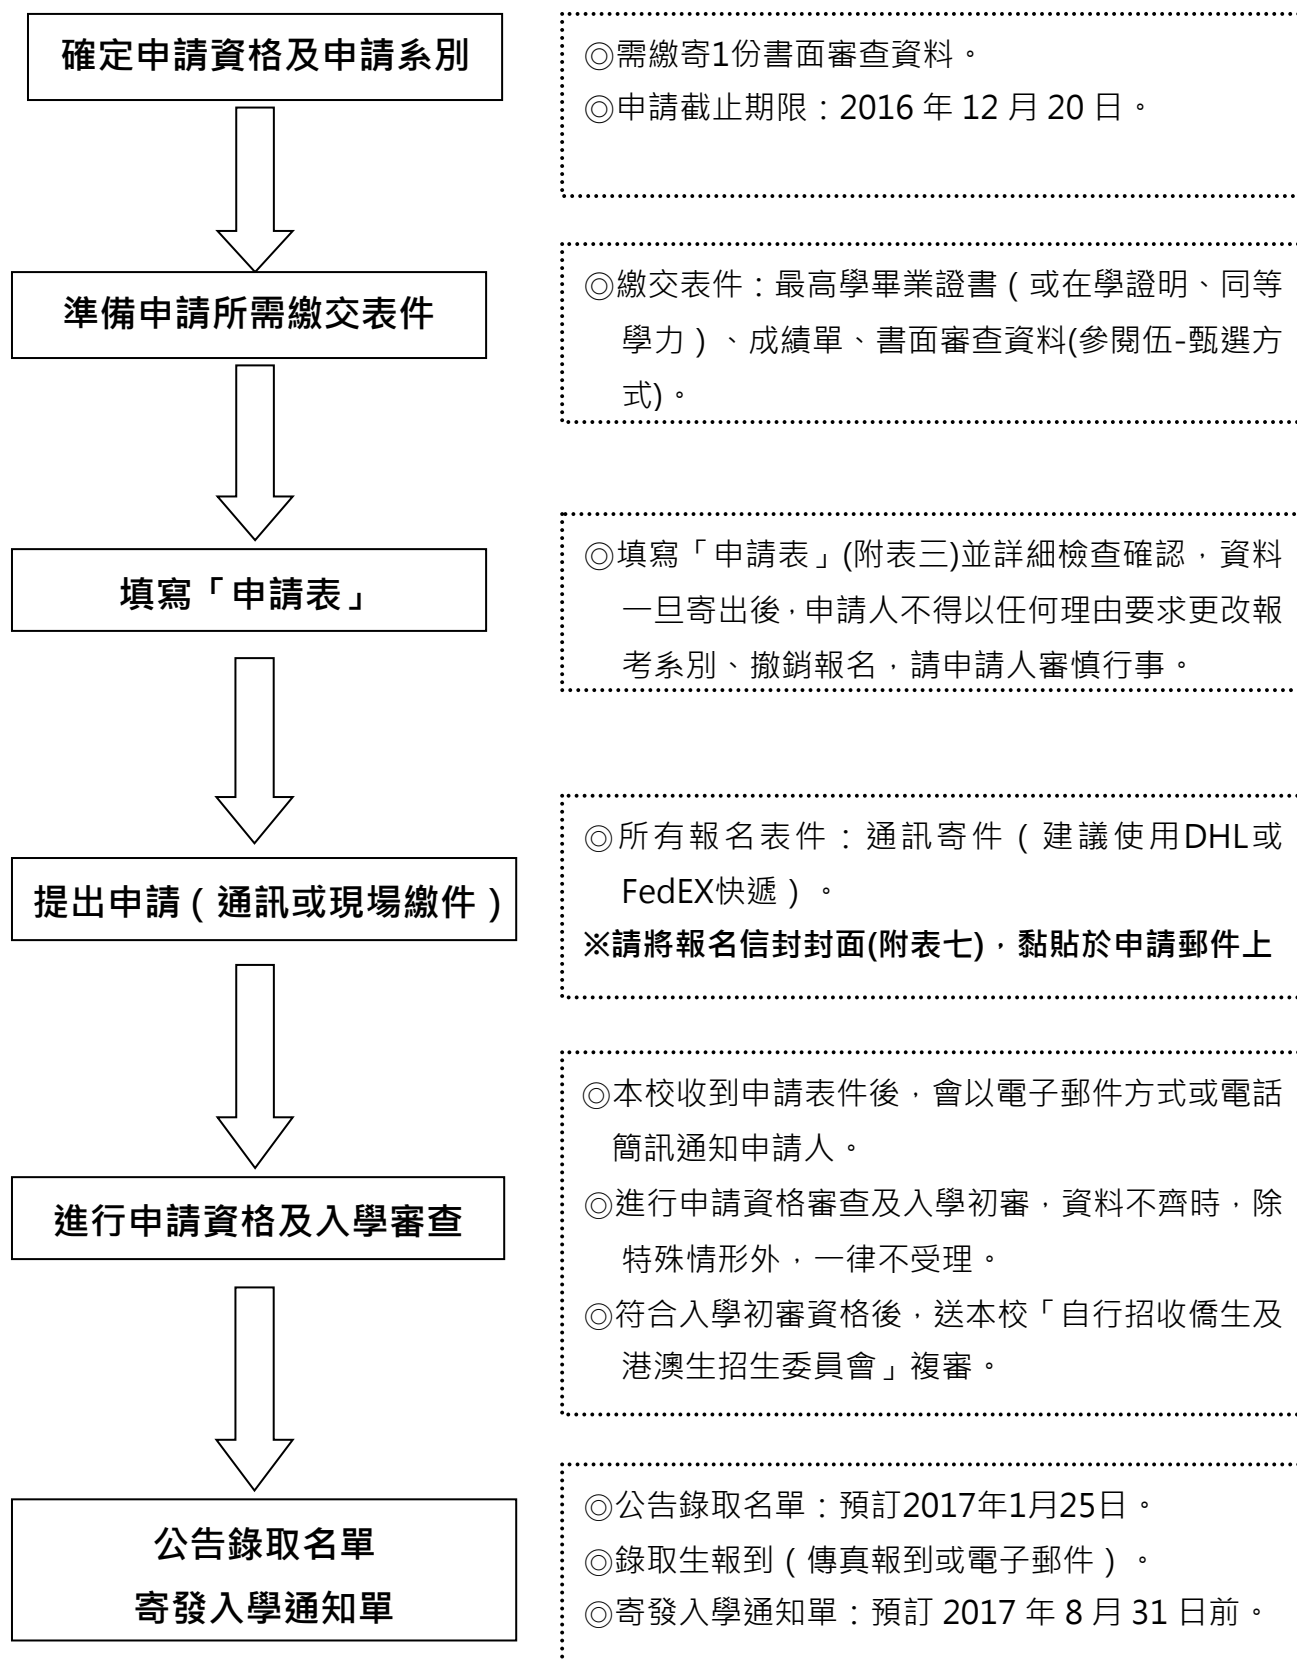 確定申請資格及申請系別
◎需繳寄1份書面審查資料。
◎申請截止期限：2016 年 12 月 20 日。
準備申請所需繳交表件
◎繳交表件：最高學畢業證書（或在學證明、同等
學力）、成績單、書面審查資料(參閱伍-甄選方
式)。
填寫「申請表」
◎填寫「申請表」(附表三)並詳細檢查確認，資料
一旦寄出後，申請人不得以任何理由要求更改報
考系別、撤銷報名，請申請人審慎行事。
提出申請（通訊或現場繳件）
◎所有報名表件：通訊寄件（建議使用DHL或
FedEX快遞）。
※請將報名信封封面(附表七)，黏貼於申請郵件上
進行申請資格及入學審查
◎本校收到申請表件後，會以電子郵件方式或電話
簡訊通知申請人。
◎進行申請資格審查及入學初審，資料不齊時，除
特殊情形外，一律不受理。
◎符合入學初審資格後，送本校「自行招收僑生及
港澳生招生委員會」複審。
公告錄取名單
寄發入學通知單
◎公告錄取名單：預訂2017年1月25日。
◎錄取生報到（傳真報到或電子郵件）。
◎寄發入學通知單：預訂 2017 年 8 月 31 日前。